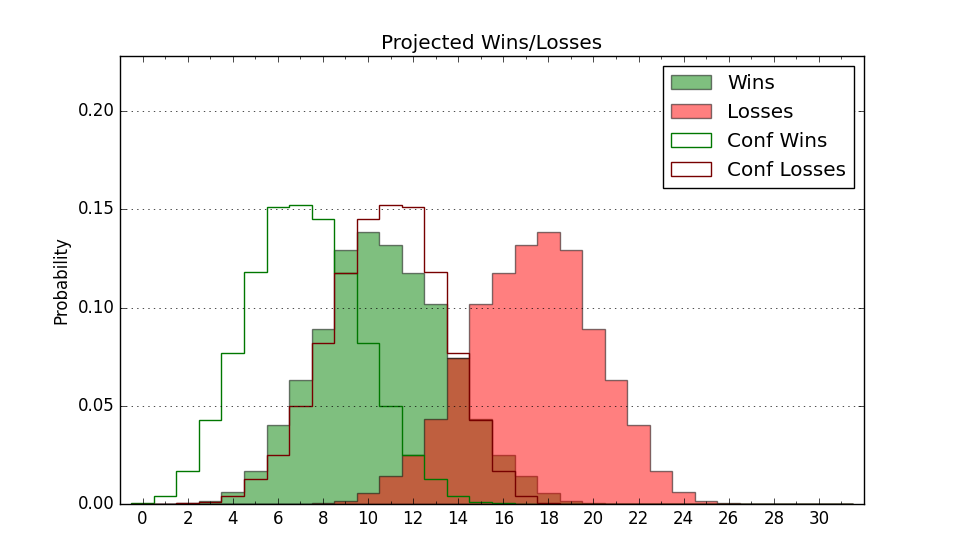 Projected Wins/Losses
Wins
Losses
Conf Wins
Conf Losses
Probability
0.20
0.15
0.10
0.05
0.00
0 2 4 6 8 10 12 14 16 18 20 22 24 26 28 30